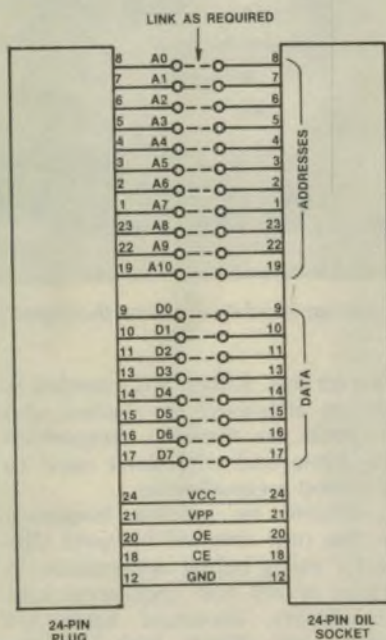 LINK AS REQUIRED
8 A0 8
7 A1 7
6 A2 6
5 A3 5
4 A4 4
3 A5 3
2 A6 2
1 A7 1
23 A8 23
22 A9 22
19 A10 19
ADDRESSES
9 D0 9
10 D1 10
11 D2 11
13 D3 13
14 D4 14
15 D5 15
16 D6 16
17 D7 17
DATA
24 VCC 24
21 VPP 21
20 OE 20
18 CE 18
12 GND 12
24-PIN
PLUG
24-PIN DIL
SOCKET